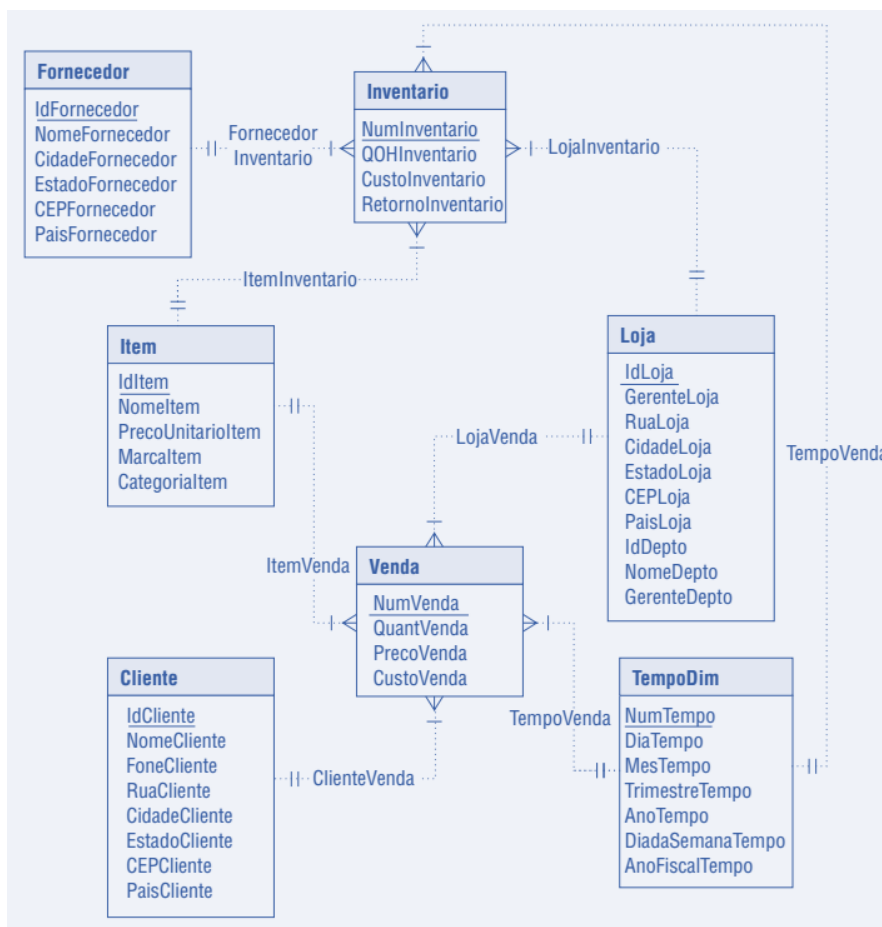 Fornecedor
IdFornecedor
NomeFornecedor
CidadeFornecedor
EstadoFornecedor
CEPFornecedor
PaisFornecedor
Fornecedor
Inventario
Inventario
NumInventario
QOHInventario
CustoInventario
RetornoInventario
LojaInventario
ItemInventario
Item
IdItem
NomeItem
PrecoUnitarioItem
MarcaItem
CategoriaItem
Loja
IdLoja
GerenteLoja
RuaLoja
CidadeLoja
EstadoLoja
CEPLoja
PaisLoja
IdDepto
NomeDepto
GerenteDepto
LojaVenda
TempoVenda
ItemVenda
Venda
NumVenda
QuantVenda
PrecoVenda
CustoVenda
Cliente
IdCliente
NomeCliente
FoneCliente
RuaCliente
CidadeCliente
EstadoCliente
CEPCliente
PaisCliente
ClienteVenda
TempoVenda
TempoDim
NumTempo
DiaTempo
MesTempo
TrimestreTempo
AnoTempo
DiadaSemanaTempo
AnoFiscalTempo